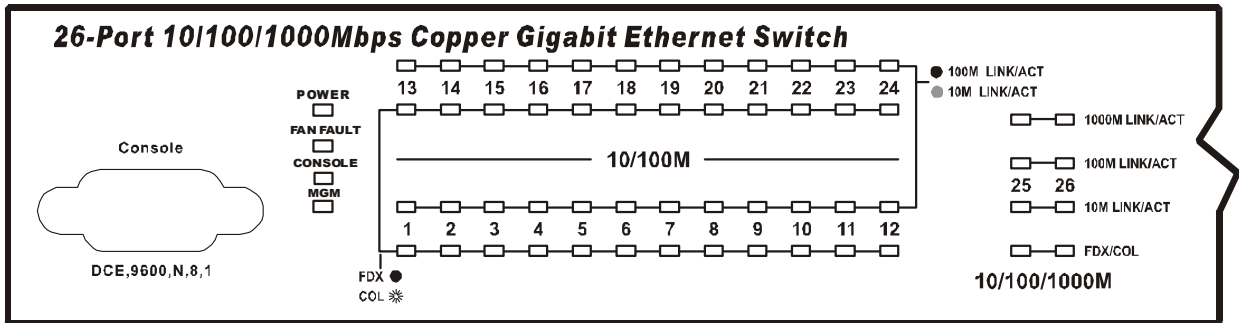 26-Port 10/100/1000Mbps Copper Gigabit Ethernet Switch
Console
DCE,9600,N,8,1
POWER
FAN FAULT
CONSOLE
MGM
13 14 15 16 17 18 19 20 21 22 23 24
10/100M
1 2 3 4 5 6 7 8 9 10 11 12
FDX
COL
100M LINK/ACT
10M LINK/ACT
1000M LINK/ACT
100M LINK/ACT
25 26
10M LINK/ACT
FDX/COL
10/100/1000M